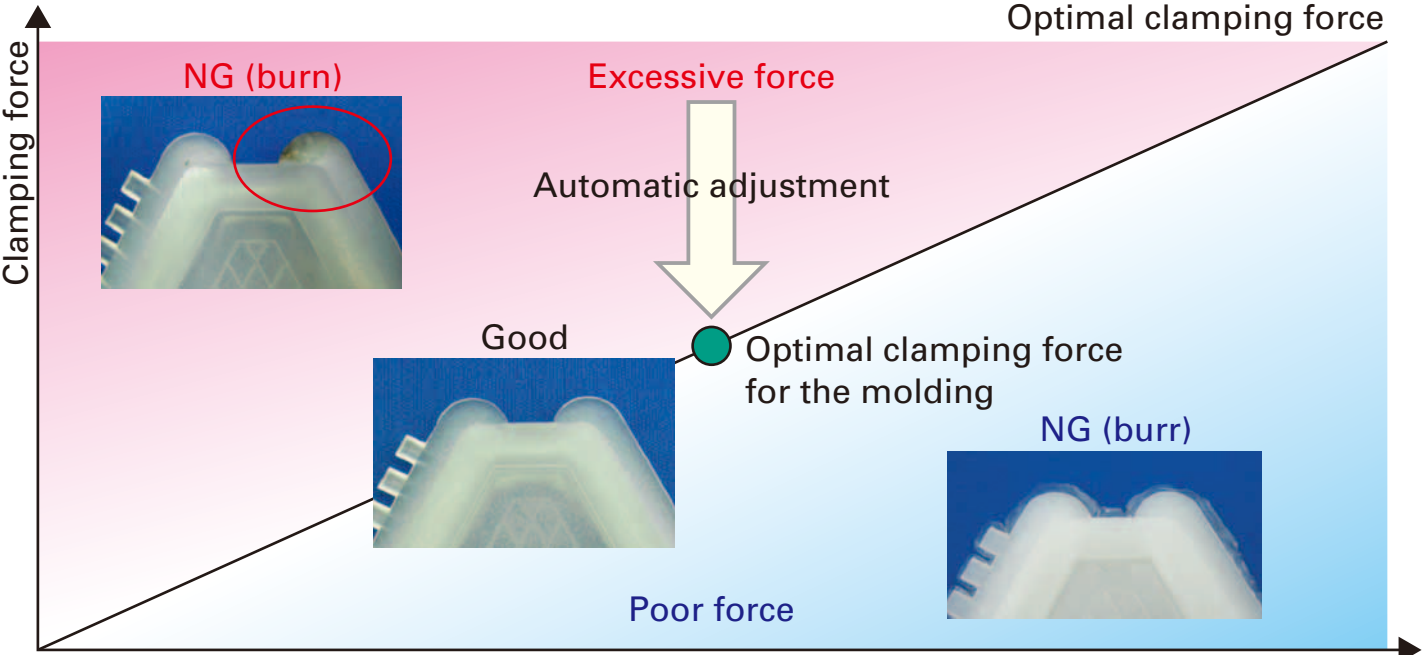 Optimal clamping force
Clamping force
NG (burn)
Excessive force
Automatic adjustment
Good
Optimal clamping force
for the molding
NG (burr)
Poor force